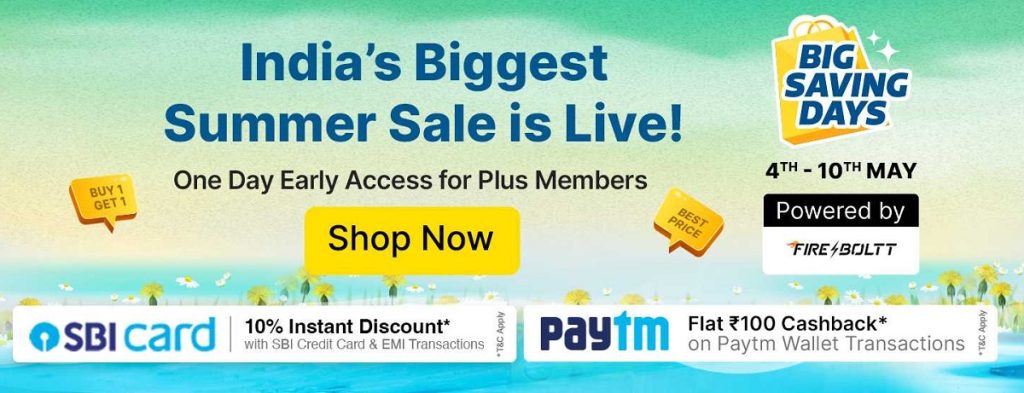 India's Biggest
Summer Sale is Live!
One Day Early Access for Plus Members
BUY 1
GET 1
Shop Now
BEST
PRICE
BIG
SAVING
DAYS
4TH - 10TH MAY
Powered by
FIRE BOLTT
SBI card
10% Instant Discount*
with SBI Credit Card & EMI Transactions
*T&C Apply
paytm
Flat ₹100 Cashback*
on Paytm Wallet Transactions
*T&C Apply